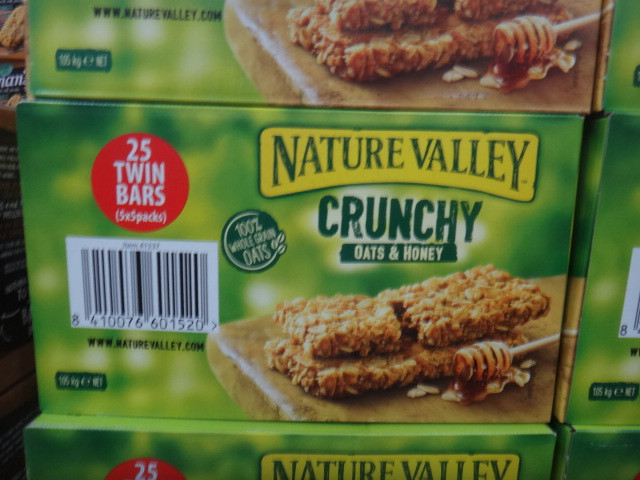 WWW.NATUREVALLEY.COM
105 kg e NET
25
TWIN
BARS
(5x5packs)
NATURE VALLEY
CRUNCHY
OATS & HONEY
100%
WHOLE GRAIN
OATS
8 410076 601520 >
WWW.NATUREVALLEY.COM
105 kg e NET
8
105 kg e NET
25
NATURE VALLEY